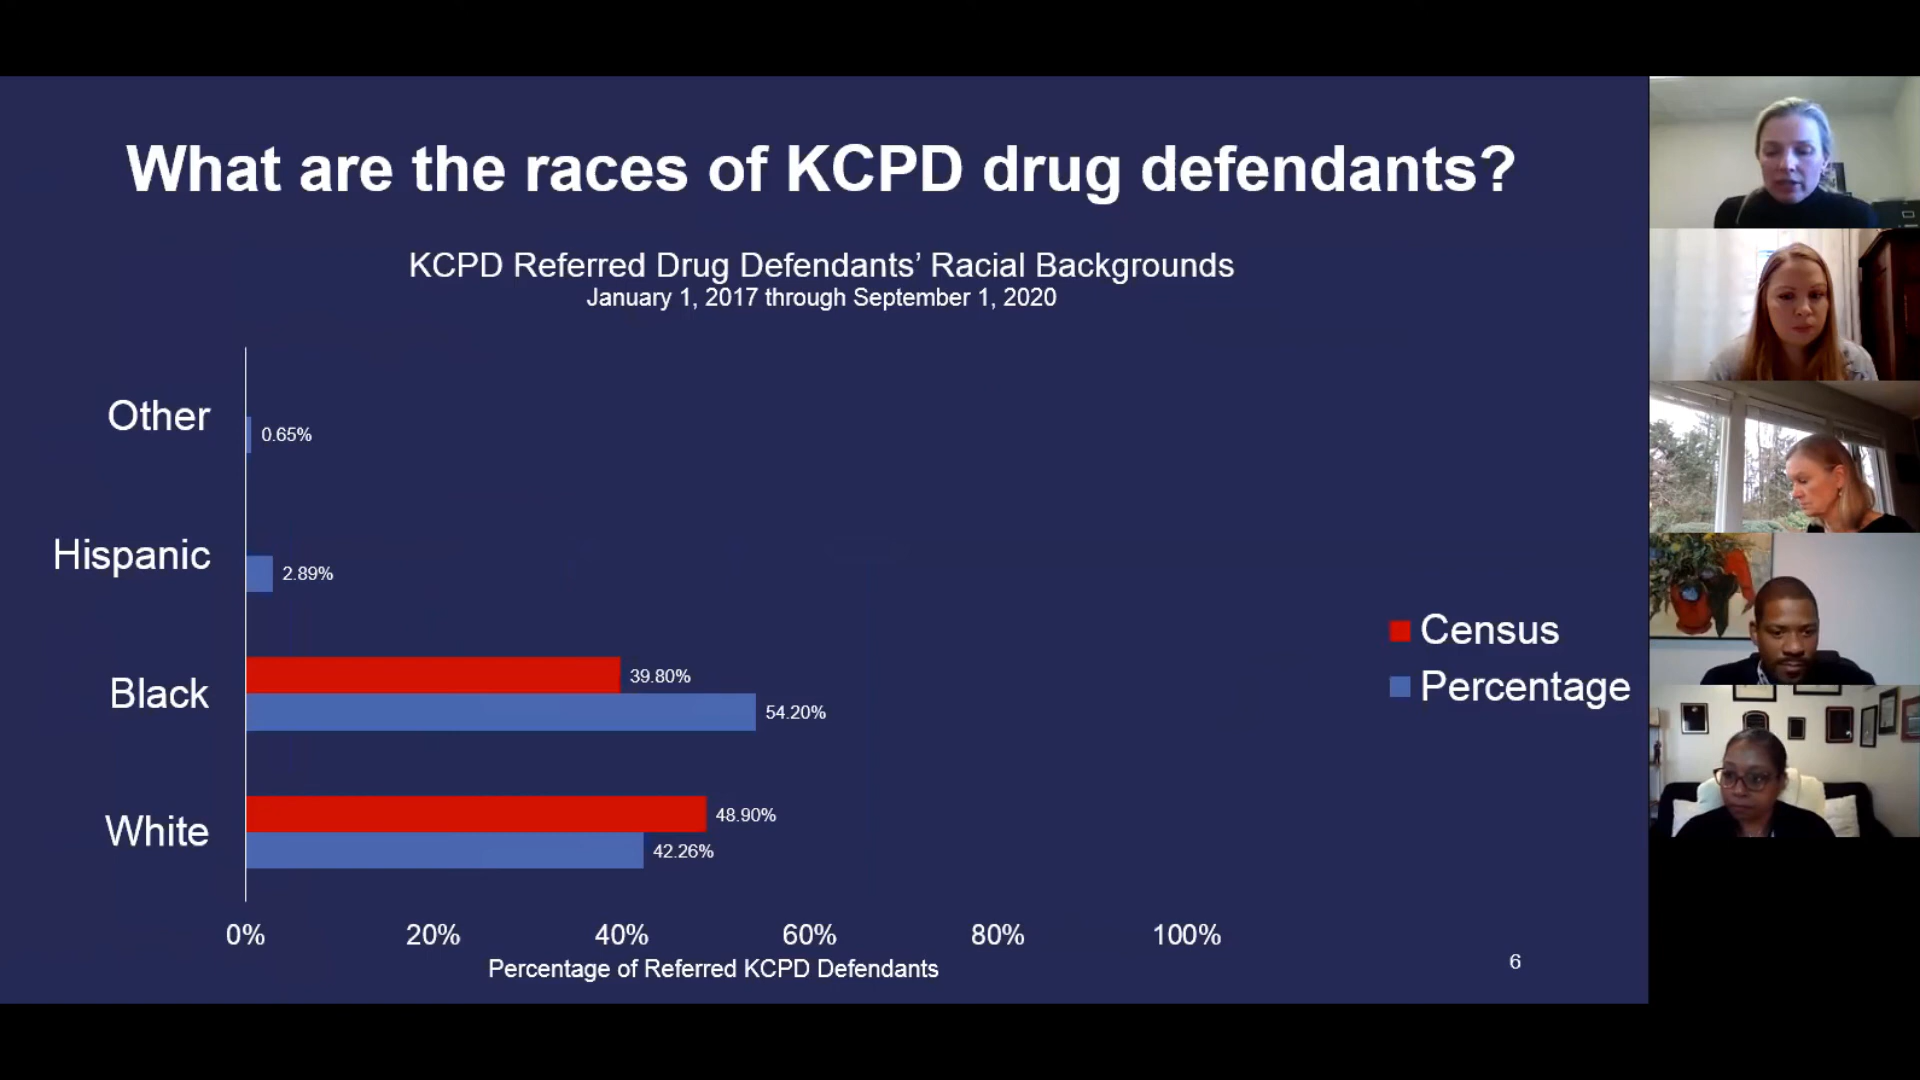 What are the races of KCPD drug defendants?
KCPD Referred Drug Defendants' Racial Backgrounds
January 1, 2017 through September 1, 2020
Other
0.65%
Hispanic
2.89%
Black
39.80%
54.20%
White
48.90%
42.26%
Census
Percentage
0%
20%
40%
60%
80%
100%
Percentage of Referred KCPD Defendants
6